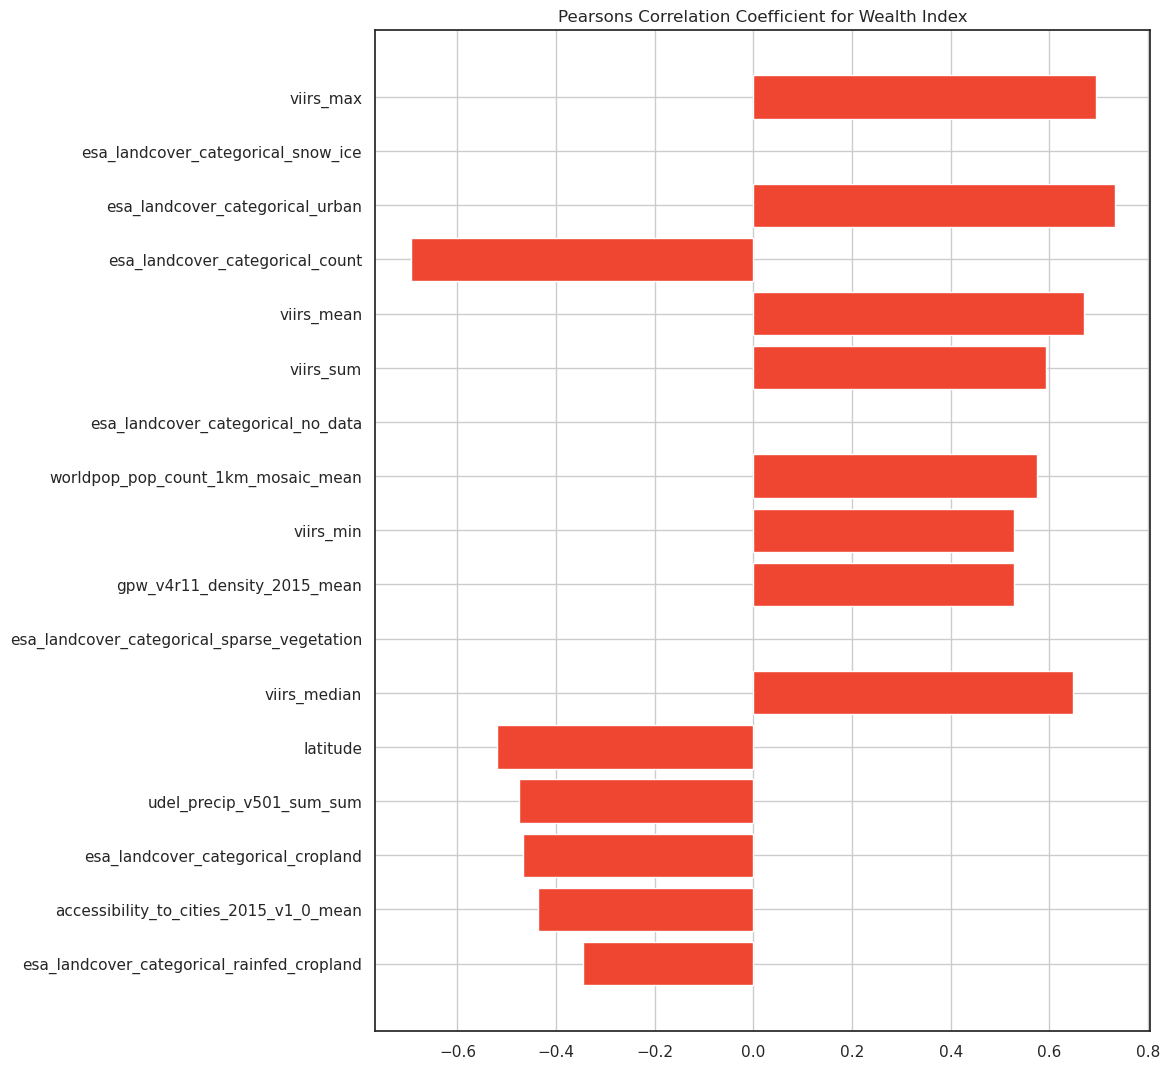 Pearsons Correlation Coefficient for Wealth Index
viirs_max
esa_landcover_categorical_snow_ice
esa_landcover_categorical_urban
esa_landcover_categorical_count
viirs_mean
viirs_sum
esa_landcover_categorical_no_data
worldpop_pop_count_1km_mosaic_mean
viirs_min
gpw_v4r11_density_2015_mean
esa_landcover_categorical_sparse_vegetation
viirs_median
latitude
udel_precip_v501_sum_sum
esa_landcover_categorical_cropland
accessibility_to_cities_2015_v1_0_mean
esa_landcover_categorical_rainfed_cropland
−0.6 −0.4 −0.2 0.0 0.2 0.4 0.6 0.8